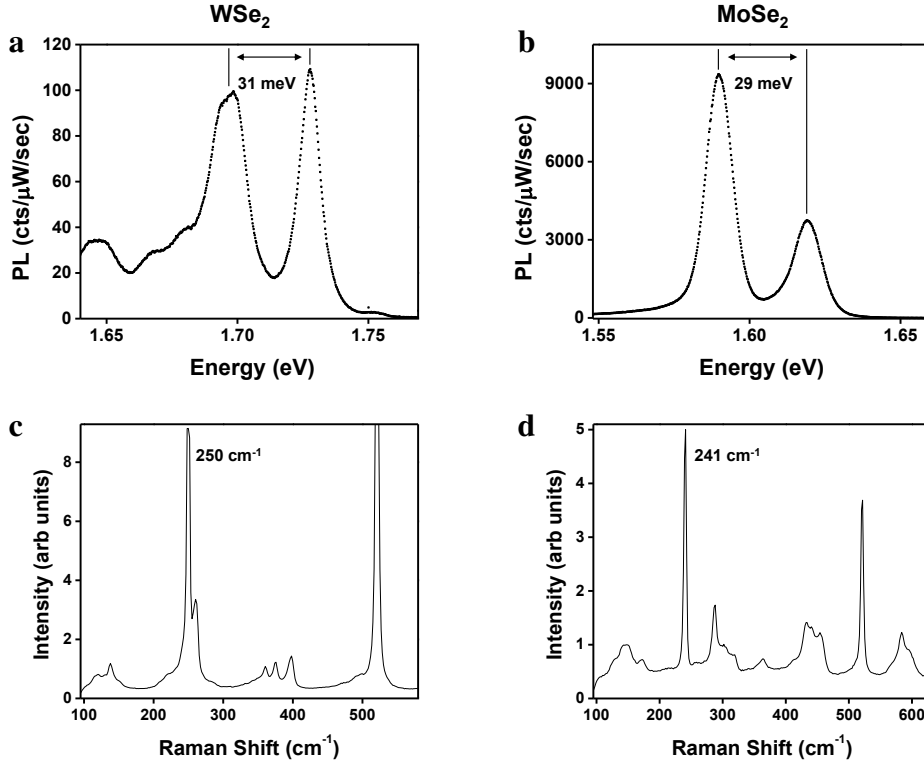 WSe2
MoSe2
a
120
100
80
60
40
20
0
PL (cts/μW/sec)
31 meV
1.65
1.70
1.75
Energy (eV)
b
10500
9000
6000
3000
0
PL (cts/μW/sec)
29 meV
1.55
1.60
1.65
Energy (eV)
c
8
6
4
2
0
Intensity (arb units)
250 cm-1
100
200
300
400
500
Raman Shift (cm-1)
d
5
4
3
2
1
0
Intensity (arb units)
241 cm-1
100
200
300
400
500
600
Raman Shift (cm-1)